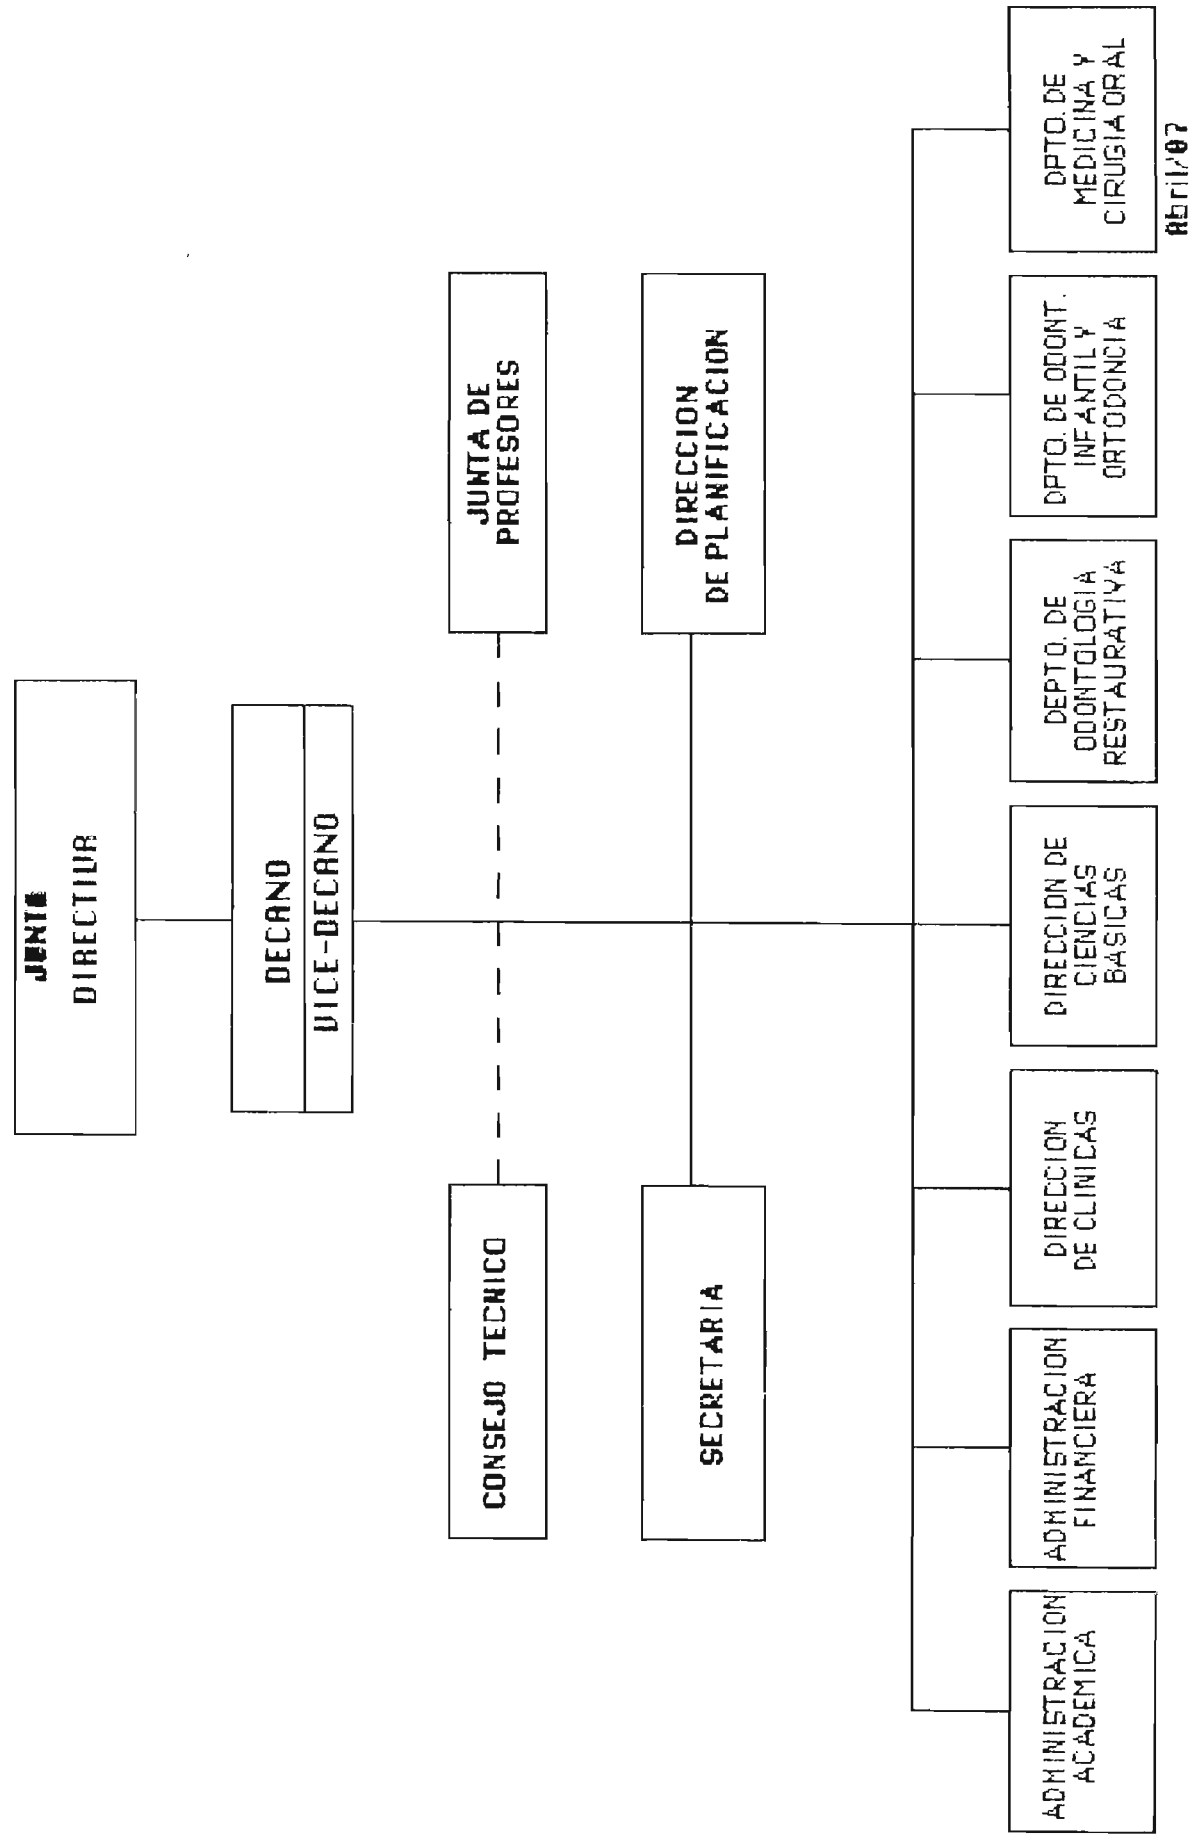 JUNTA
DIRECTIVA
DECANO
VICE-DECANO
CONSEJO TECNICO
JUNTA DE
PROFESORES
SECRETARIA
DIRECCION
DE PLANIFICACION
ADMINISTRACION
ACADEMICA
ADMINISTRACION
FINANCIERA
DIRECCION
DE CLINICAS
DIRECCION DE
CIENCIAS
BASICAS
DEPTO. DE
ODONTOLOGIA
RESTAURATIVA
DPTO. DE ODONT.
INFANTIL Y
ORTODONCIA
DPTO. DE
MEDICINA Y
CIRUGIA ORAL